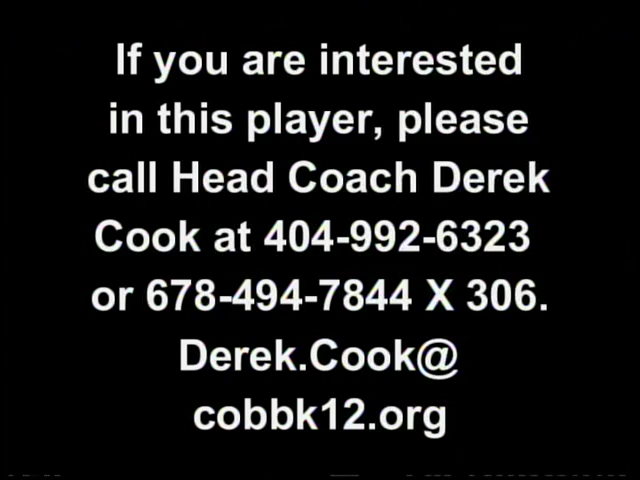 If you are interested
in this player, please
call Head Coach Derek
Cook at 404-992-6323
or 678-494-7844 X 306.
Derek.Cook@
cobbk12.org